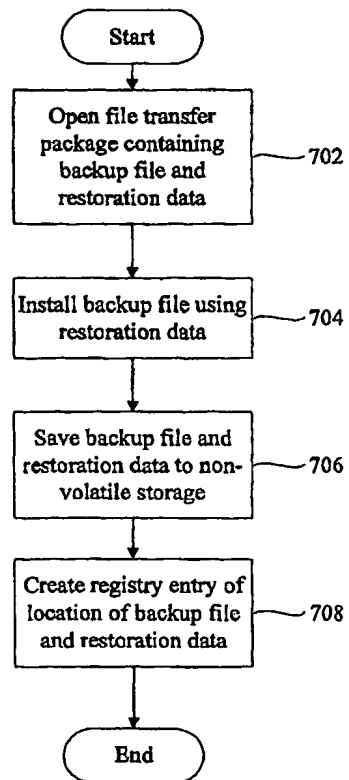 Start
Open file transfer
package containing
backup file and
restoration data
702
Install backup file using
restoration data
704
Save backup file and
restoration data to non-
volatile storage
706
Create registry entry of
location of backup file
and restoration data
708
End